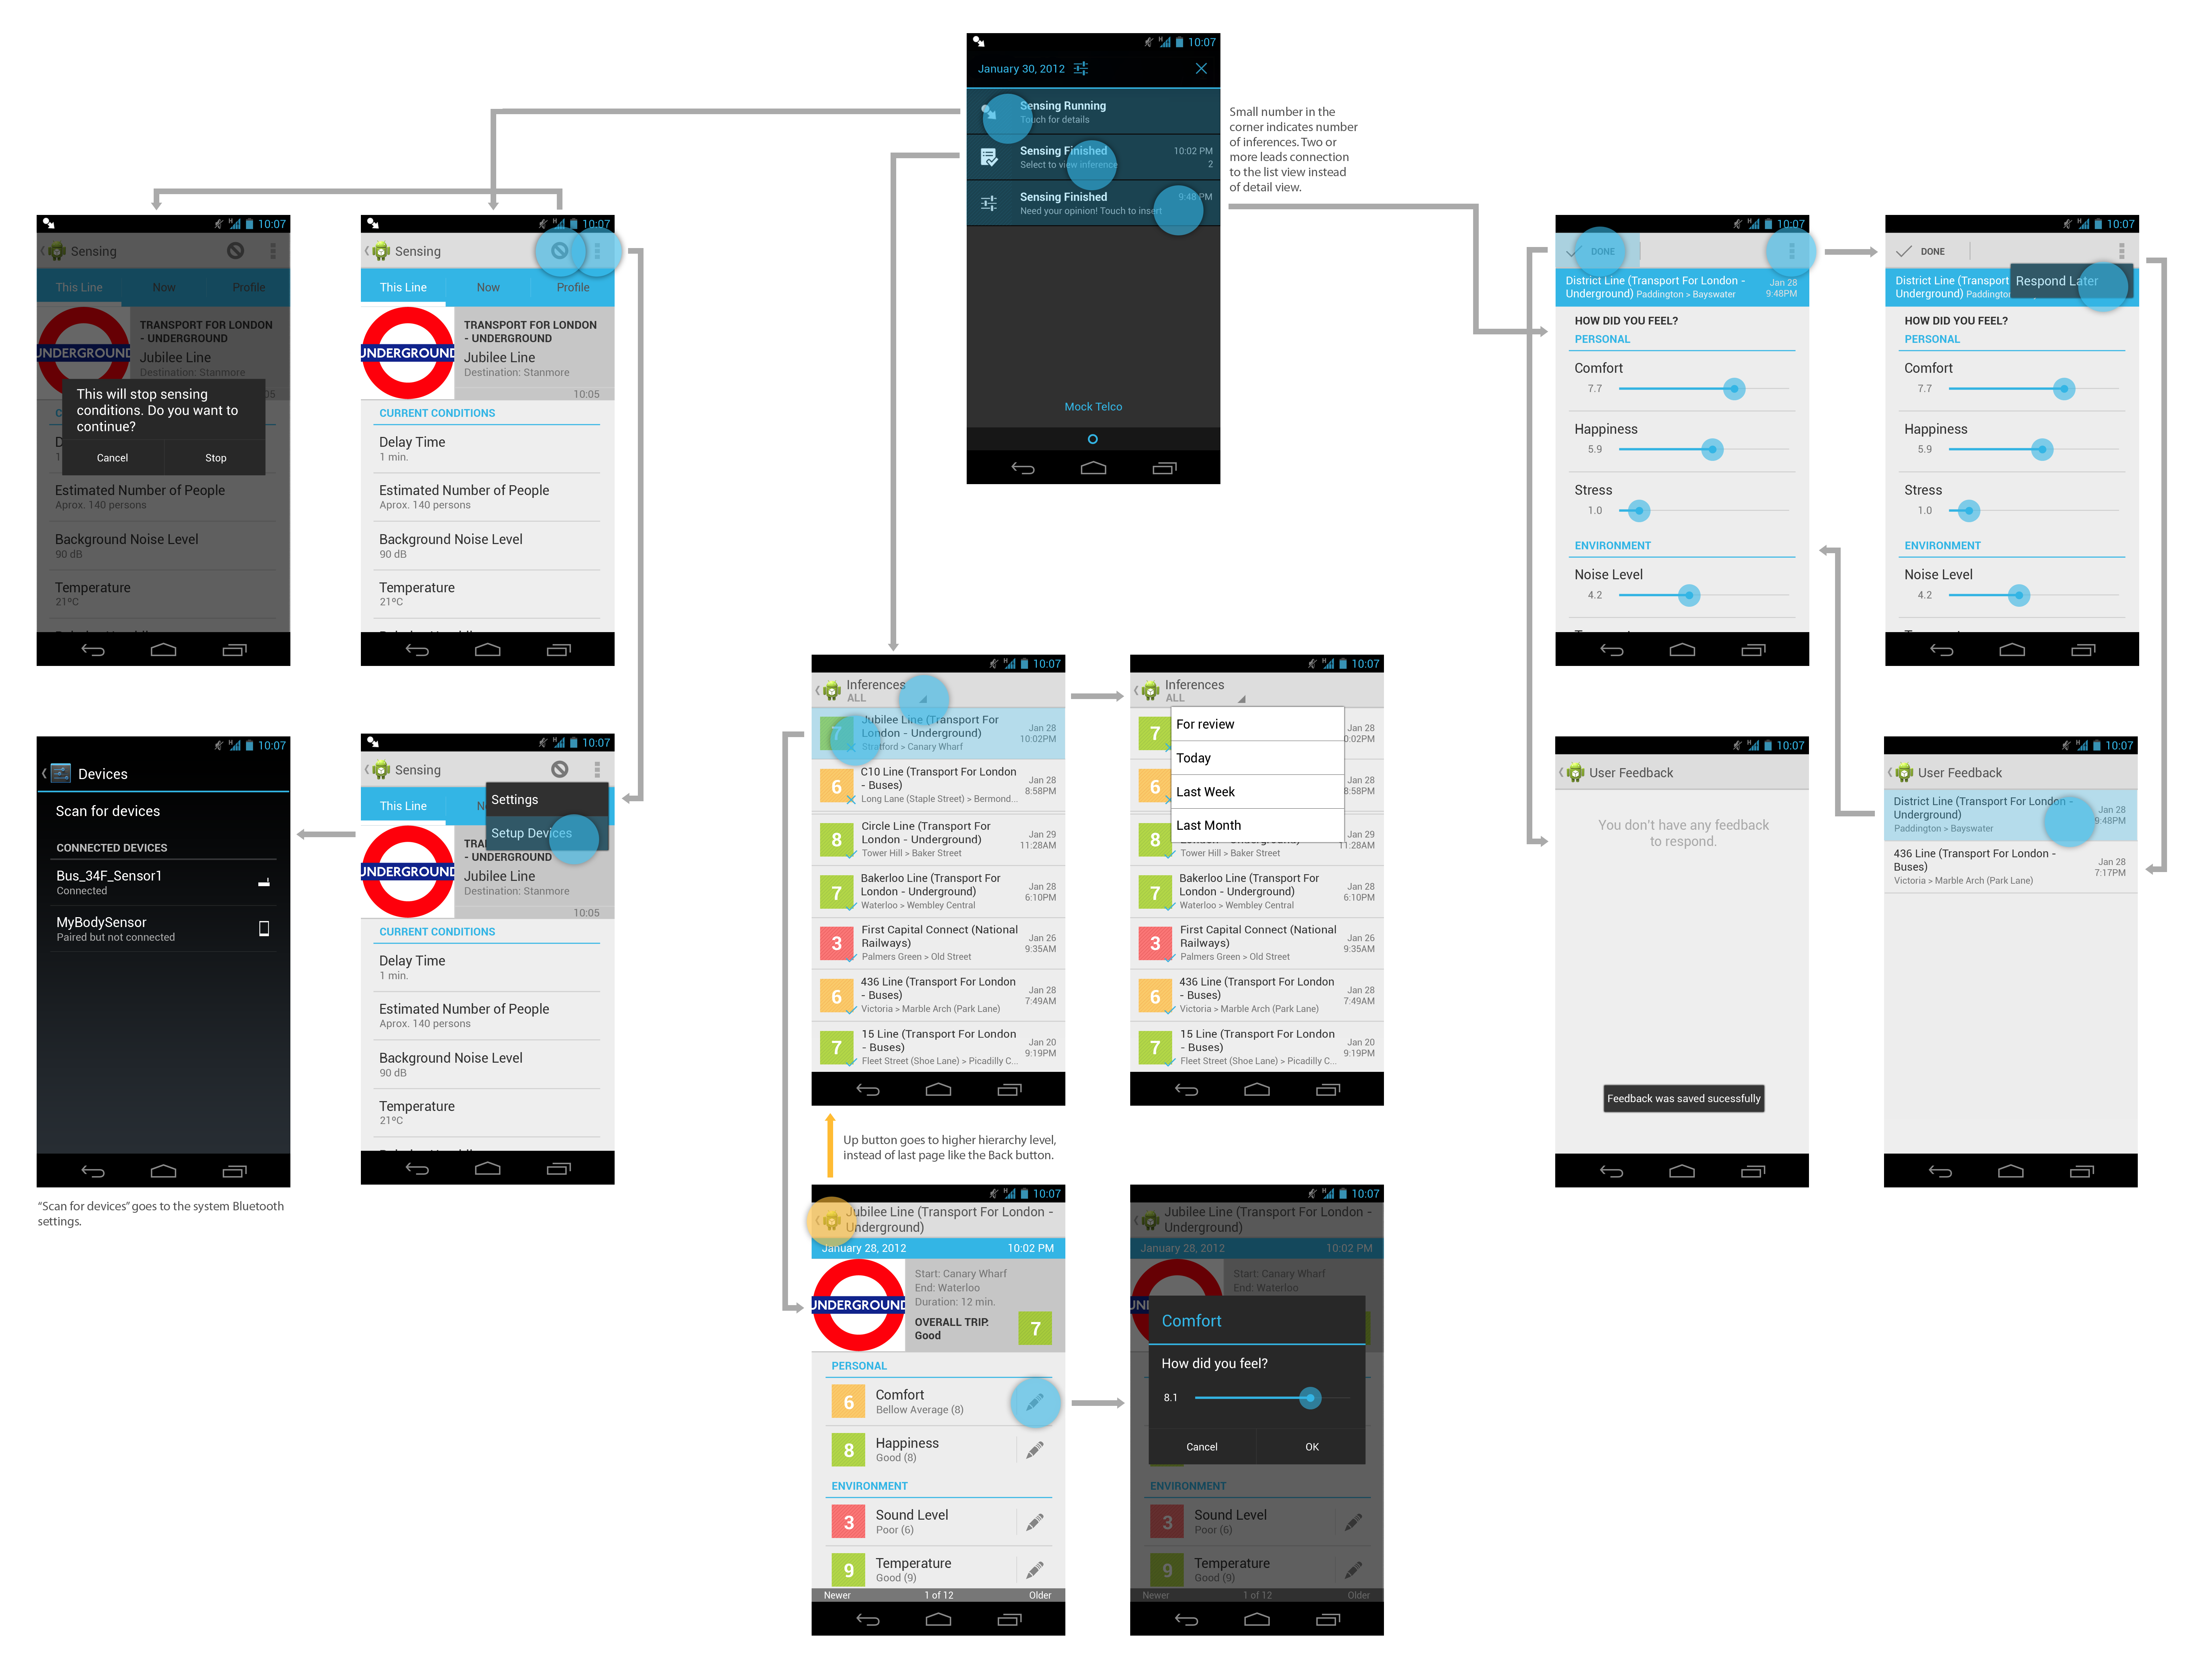 10:07
January 30, 2012
Sensing Running
Touch for details
Sensing Finished
10:02 PM
Select to view inference
2
Sensing Finished
9:48 PM
Need your opinion! Touch to insert
Mock Telco
Small number in the
corner indicates number
of inferences. Two or
more leads connection
to the list view instead
of detail view.
10:07
Sensing
This Line Now Profile
UNDERGROUND
TRANSPORT FOR LONDON
- UNDERGROUND
Jubilee Line
Destination: Stanmore
This will stop sensing
conditions. Do you want to
continue?
Cancel Stop
Estimated Number of People
Aprox. 140 persons
Background Noise Level
90 dB
Temperature
21ºC
10:07
Sensing
This Line Now Profile
UNDERGROUND
TRANSPORT FOR LONDON
- UNDERGROUND
Jubilee Line
Destination: Stanmore
10:05
CURRENT CONDITIONS
Delay Time
1 min.
Estimated Number of People
Aprox. 140 persons
Background Noise Level
90 dB
Temperature
21ºC
10:07
DONE
District Line (Transport For London -
Underground) Paddington > Bayswater
Jan 28
9:48PM
HOW DID YOU FEEL?
PERSONAL
Comfort
7.7
Happiness
5.9
Stress
1.0
ENVIRONMENT
Noise Level
4.2
10:07
DONE
Respond Later
District Line (Transport
Underground) Paddington
HOW DID YOU FEEL?
PERSONAL
Comfort
7.7
Happiness
5.9
Stress
1.0
ENVIRONMENT
Noise Level
4.2
10:07
Devices
Scan for devices
CONNECTED DEVICES
Bus_34F_Sensor1
Connected
MyBodySensor
Paired but not connected
"Scan for devices" goes to the system Bluetooth
settings.
10:07
Sensing
Settings
Setup Devices
This Line
UNDERGROUND
- UNDERGROUND
Jubilee Line
Destination: Stanmore
10:05
CURRENT CONDITIONS
Delay Time
1 min.
Estimated Number of People
Aprox. 140 persons
Background Noise Level
90 dB
Temperature
21ºC
10:07
Inferences
ALL
7
Jubilee Line (Transport For
London - Underground)
Stratford > Canary Wharf
Jan 28
10:02PM
6
C10 Line (Transport For London
- Buses)
Long Lane (Staple Street) > Bermond...
Jan 28
8:58PM
8
Circle Line (Transport For
London - Underground)
Tower Hill > Baker Street
Jan 29
11:28AM
7
Bakerloo Line (Transport For
London - Underground)
Waterloo > Wembley Central
Jan 28
6:10PM
3
First Capital Connect (National
Railways)
Palmers Green > Old Street
Jan 26
9:35AM
6
436 Line (Transport For London
- Buses)
Victoria > Marble Arch (Park Lane)
Jan 28
7:49AM
7
15 Line (Transport For London
- Buses)
Fleet Street (Shoe Lane) > Picadilly C...
Jan 20
9:19PM
10:07
Inferences
ALL
For review
Today
Last Week
Last Month
7
Jan 28
0:02PM
6
Jan 28
8:58PM
8
Jan 29
11:28AM
London - Underground)
Tower Hill > Baker Street
7
Bakerloo Line (Transport For
London - Underground)
Waterloo > Wembley Central
Jan 28
6:10PM
3
First Capital Connect (National
Railways)
Palmers Green > Old Street
Jan 26
9:35AM
6
436 Line (Transport For London
- Buses)
Victoria > Marble Arch (Park Lane)
Jan 28
7:49AM
7
15 Line (Transport For London
- Buses)
Fleet Street (Shoe Lane) > Picadilly C...
Jan 20
9:19PM
Up button goes to higher hierarchy level,
instead of last page like the Back button.
10:07
User Feedback
You don't have any feedback
to respond.
Feedback was saved sucessfully
10:07
User Feedback
District Line (Transport For London -
Underground)
Paddington > Bayswater
Jan 28
9:48PM
436 Line (Transport For London -
Buses)
Victoria > Marble Arch (Park Lane)
Jan 28
7:17PM
10:07
Jubilee Line (Transport For London -
Underground)
January 28, 2012 10:02 PM
UNDERGROUND
Start: Canary Wharf
End: Waterloo
Duration: 12 min.
OVERALL TRIP:
Good
7
PERSONAL
6
Comfort
Bellow Average (8)
8
Happiness
Good (8)
ENVIRONMENT
3
Sound Level
Poor (6)
9
Temperature
Good (9)
Newer 1 of 12 Older
10:07
Jubilee Line (Transport For London -
Underground)
January 28, 2012 10:02 PM
Start: Canary Wharf
End: Waterloo
Comfort
How did you feel?
8.1
Cancel OK
ENVIRONMENT
3
Sound Level
Poor (6)
9
Temperature
Good (9)
Newer 1 of 12 Older